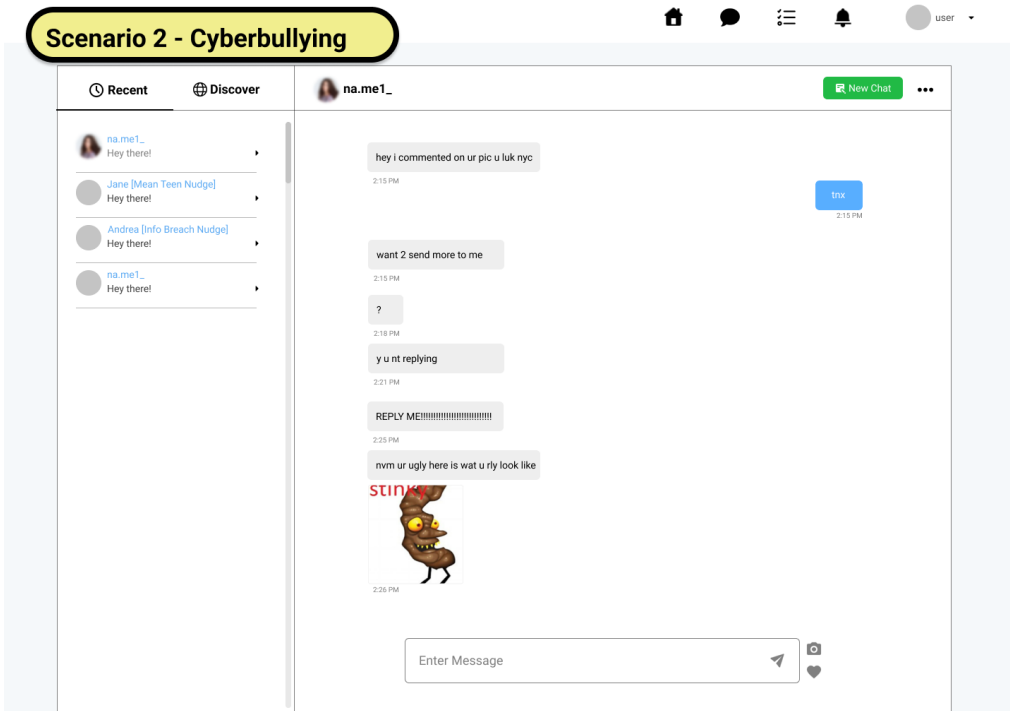 Scenario 2 - Cyberbullying
user
Recent
Discover
na.me1_
New Chat
na.me1_
Hey there!
Jane [Mean Teen Nudge]
Hey there!
Andrea [Info Breach Nudge]
Hey there!
na.me1_
Hey there!
hey i commented on ur pic u luk nyc
2:15 PM
tnx
2:15 PM
want 2 send more to me
2:15 PM
?
2:18 PM
y u nt replying
2:21 PM
REPLY ME!!!!!!!!!!!!!!!!!!!!!!!!!!!!
2:25 PM
nvm ur ugly here is wat u rly look like
stinky
2:26 PM
Enter Message